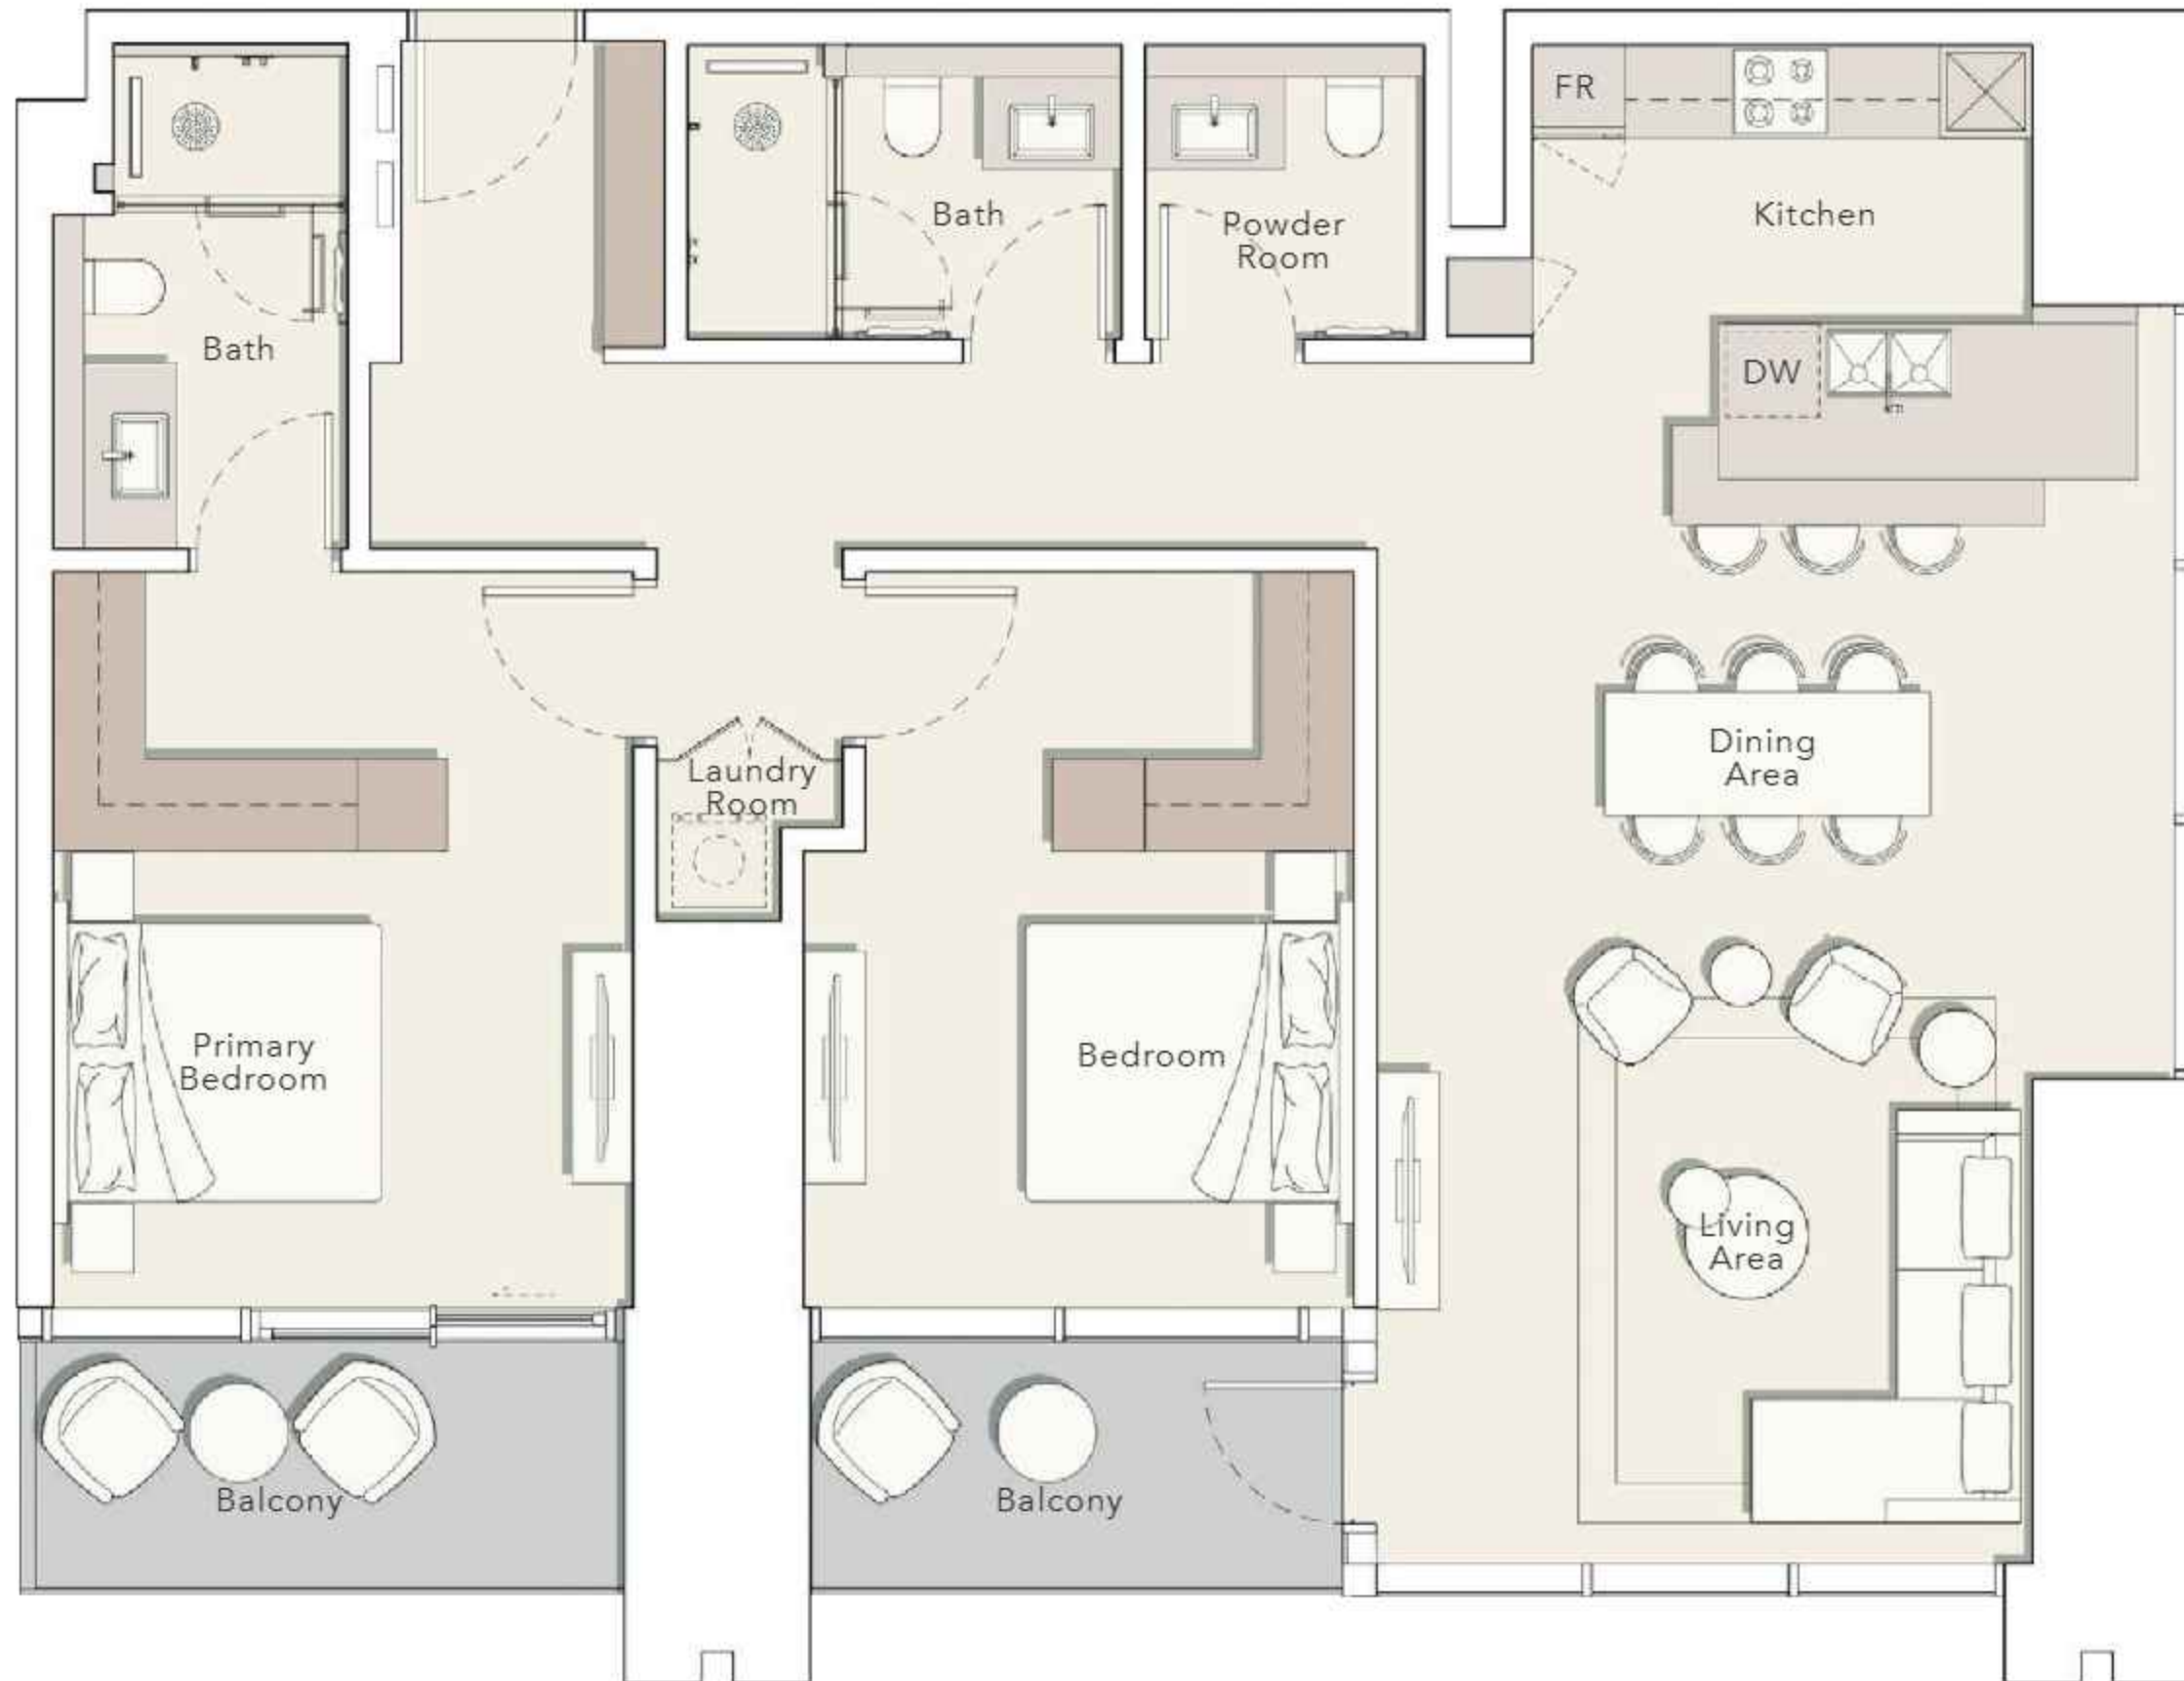 FR
Bath
Powder
Room
Kitchen
Bath
DW
Laundry
Room
Dining
Area
Primary
Bedroom
Bedroom
Living
Area
Balcony
Balcony